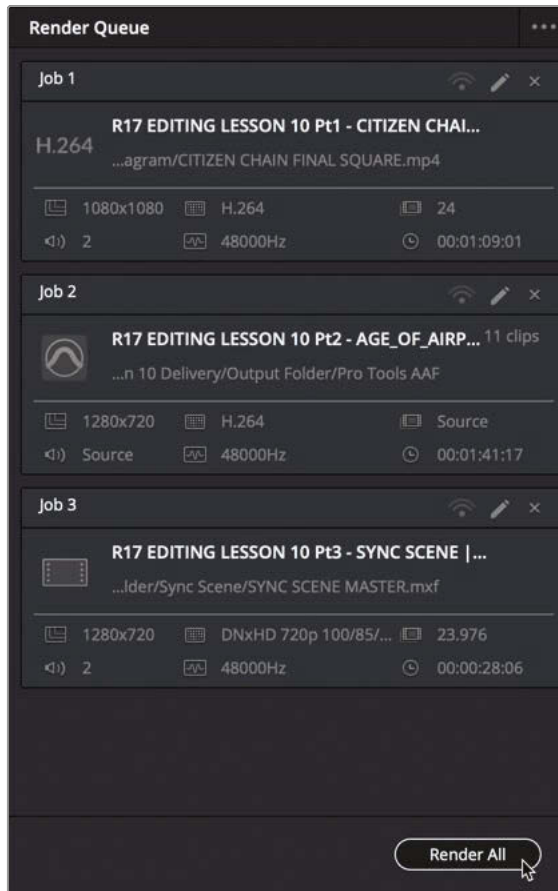 Render Queue
Job 1
R17 EDITING LESSON 10 Pt1 - CITIZEN CHAI...
H.264
...agram/CITIZEN CHAIN FINAL SQUARE.mp4
1080x1080 H.264 24
2 48000Hz 00:01:09:01
Job 2
R17 EDITING LESSON 10 Pt2 - AGE_OF_AIRP... 11 clips
...n 10 Delivery/Output Folder/Pro Tools AAF
1280x720 H.264 Source
Source 48000Hz 00:01:41:17
Job 3
R17 EDITING LESSON 10 Pt3 - SYNC SCENE |...
...lder/Sync Scene/SYNC SCENE MASTER.mxf
1280x720 DNxHD 720p 100/85/... 23.976
2 48000Hz 00:00:28:06
Render All